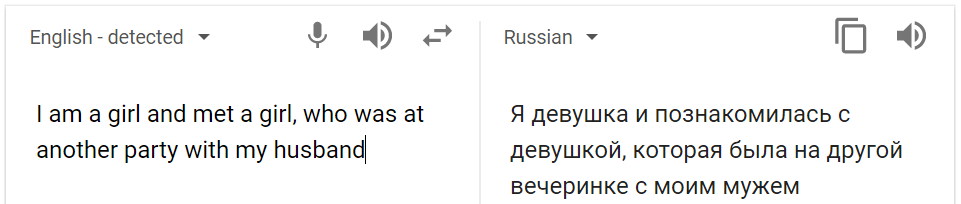 English - detected
Russian
I am a girl and met a girl, who was at
another party with my husband
Я девушка и познакомилась с
девушкой, которая была на другой
вечеринке с моим мужем